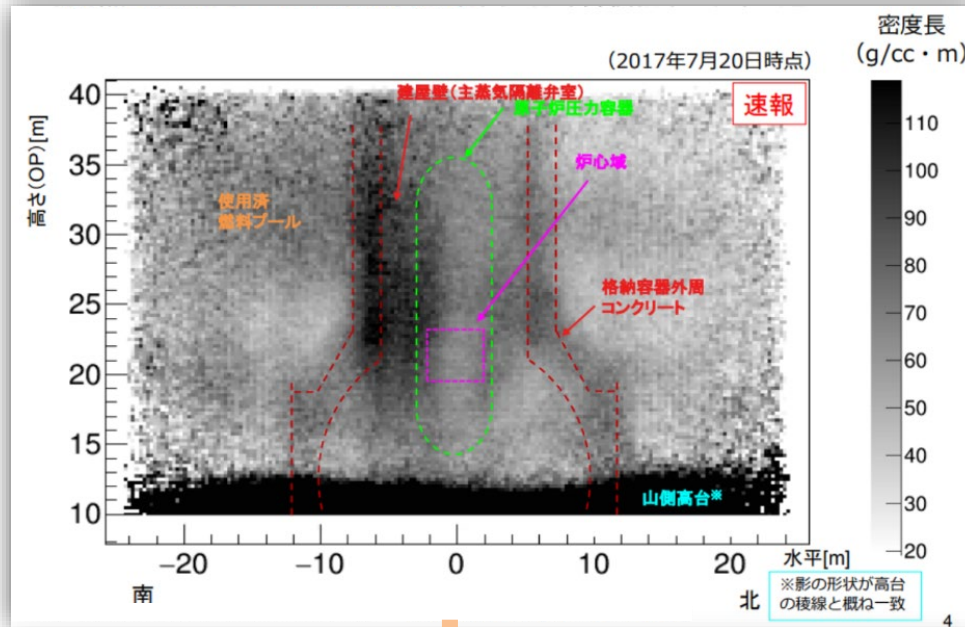 密度長
(g/cc・m)
(2017年7月20日時点)
速報
建屋壁(主蒸気隔離弁室)
原子炉圧力容器
炉心域
使用済
燃料プール
格納容器外周
コンクリート
山側高台※
高さ(OP)[m]
40
35
30
25
20
15
10
−20
−10
0
10
20
水平[m]
南
北
110
100
90
80
70
60
50
40
30
20
※影の形状が高台
の稜線と概ね一致
4